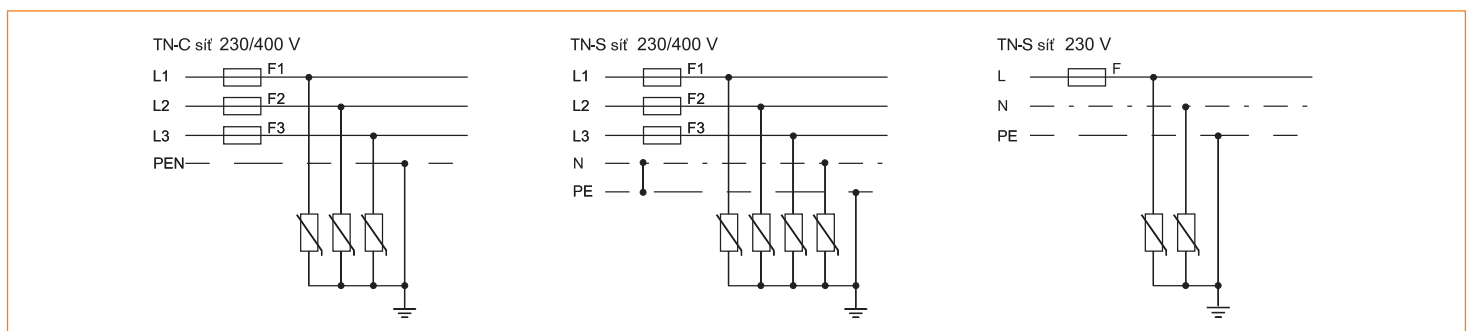 TN-C síť 230/400 V
L1
F1
L2
F2
L3
F3
PEN
TN-S síť 230/400 V
L1
F1
L2
F2
L3
F3
N
PE
TN-S síť 230 V
L
F
N
PE